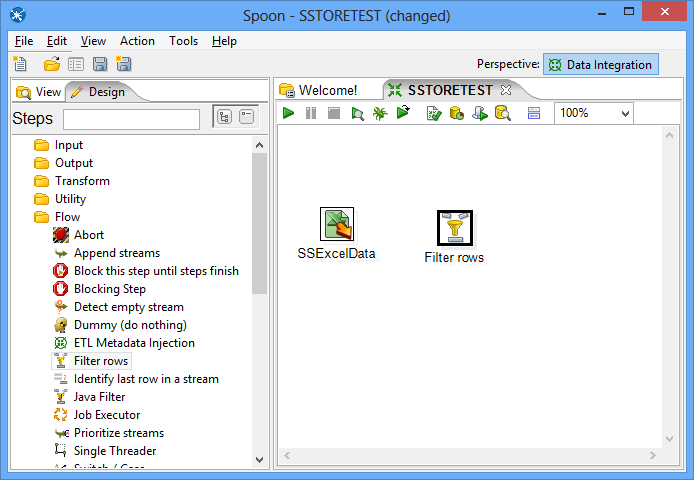 Spoon - SSTORETEST (changed)
File Edit View Action Tools Help
Perspective: Data Integration
View Design
Welcome! SSTORETEST
Steps
100%
Input
Output
Transform
Utility
Flow
Abort
Append streams
Block this step until steps finish
Blocking Step
Detect empty stream
Dummy (do nothing)
ETL Metadata Injection
Filter rows
Identify last row in a stream
Java Filter
Job Executor
Prioritize streams
Single Threader
Switch / Case
SSExcelData
Filter rows